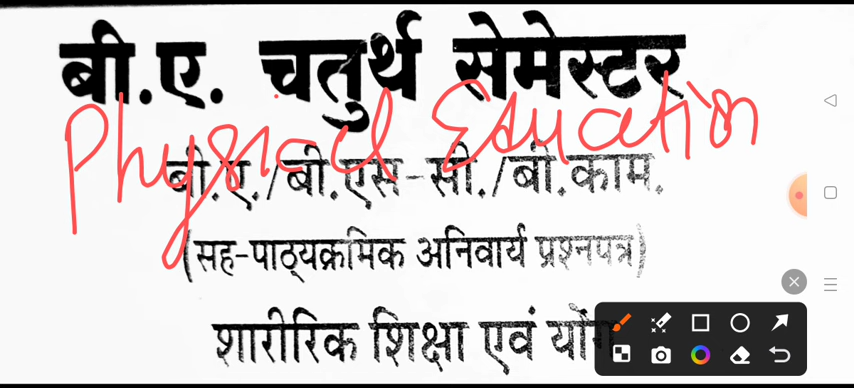 बी.ए. चतुर्थ सेमेस्टर
Physical Education
बी.ए./बी.एस-सी./बी.काम.
(सह-पाठ्यक्रमिक अनिवार्य प्रश्नपत्र)
शारीरिक शिक्षा एवं योग